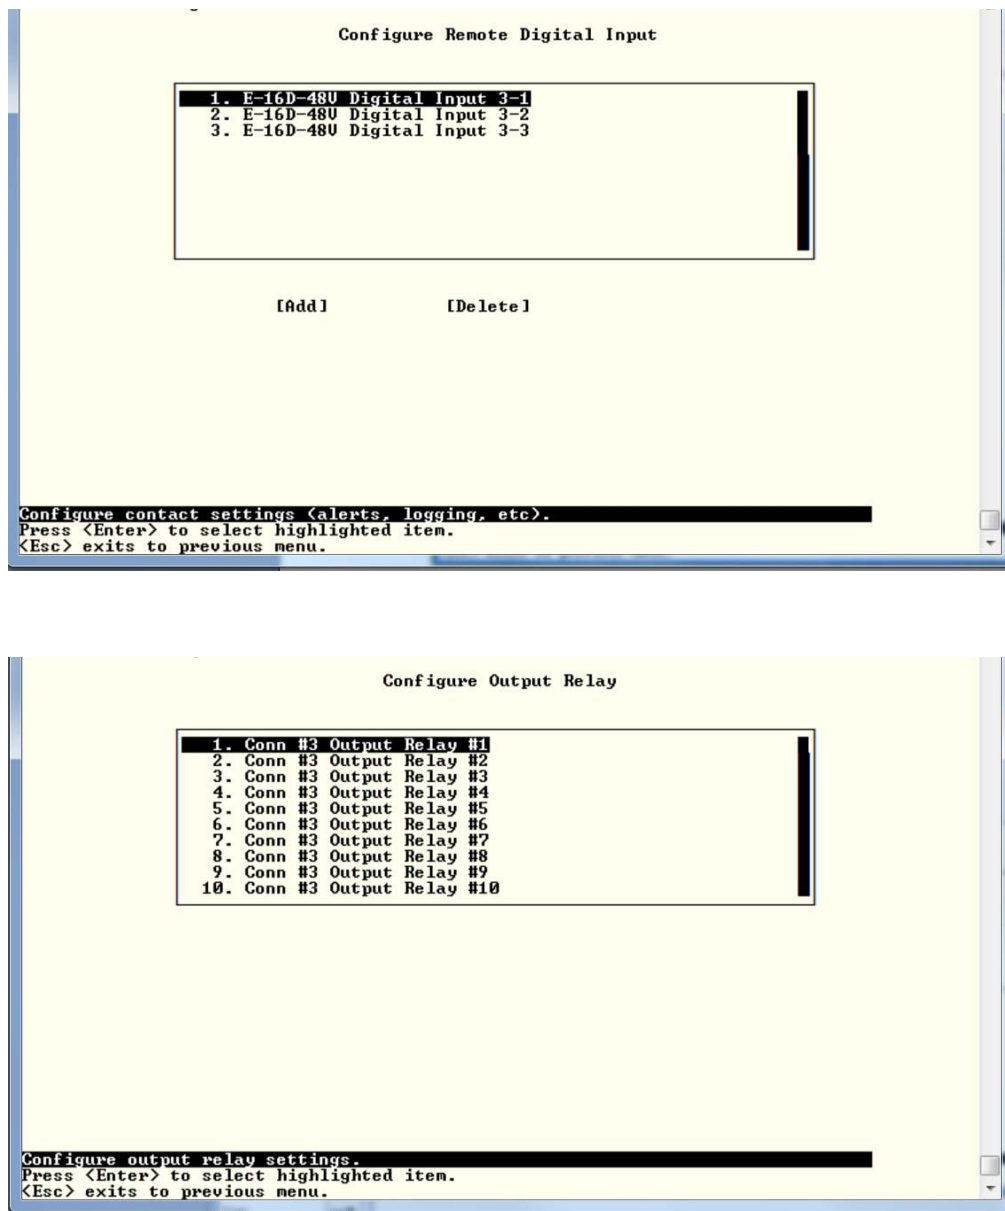 Configure Remote Digital Input
1. E-16D-48V Digital Input 3-1
2. E-16D-48V Digital Input 3-2
3. E-16D-48V Digital Input 3-3
[Add] [Delete]
Configure contact settings (alerts, logging, etc).
Press <Enter> to select highlighted item.
<Esc> exits to previous menu.
Configure Output Relay
1. Conn #3 Output Relay #1
2. Conn #3 Output Relay #2
3. Conn #3 Output Relay #3
4. Conn #3 Output Relay #4
5. Conn #3 Output Relay #5
6. Conn #3 Output Relay #6
7. Conn #3 Output Relay #7
8. Conn #3 Output Relay #8
9. Conn #3 Output Relay #9
10. Conn #3 Output Relay #10
Configure output relay settings.
Press <Enter> to select highlighted item.
<Esc> exits to previous menu.